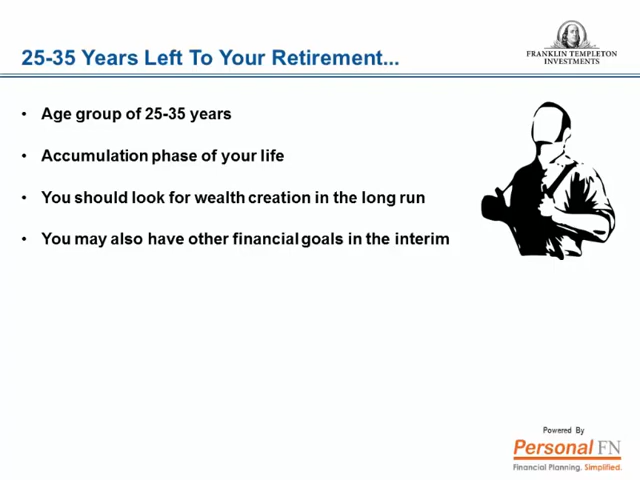 25-35 Years Left To Your Retirement...
FRANKLIN TEMPLETON
INVESTMENTS
• Age group of 25-35 years
• Accumulation phase of your life
• You should look for wealth creation in the long run
• You may also have other financial goals in the interim
Powered By
Personal FN
Financial Planning. Simplified.